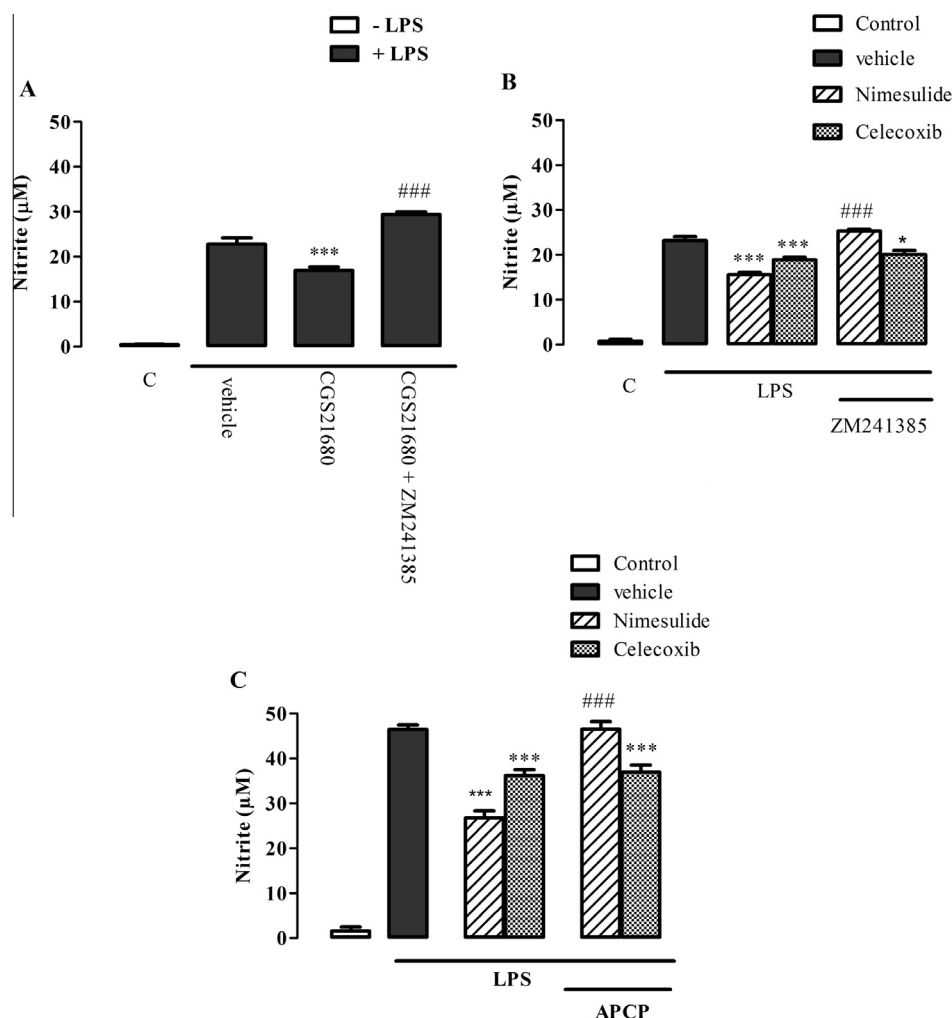 - LPS
+ LPS
A
50
40
30
20
10
0
Nitrite (µM)
***
###
C
vehicle
CGS21680
CGS21680 + ZM241385
Control
vehicle
Nimesulide
Celecoxib
B
50
40
30
20
10
0
Nitrite (µM)
***
***
###
*
C
LPS
ZM241385
Control
vehicle
Nimesulide
Celecoxib
C
50
40
30
20
10
0
Nitrite (µM)
***
***
###
***
LPS
APCP